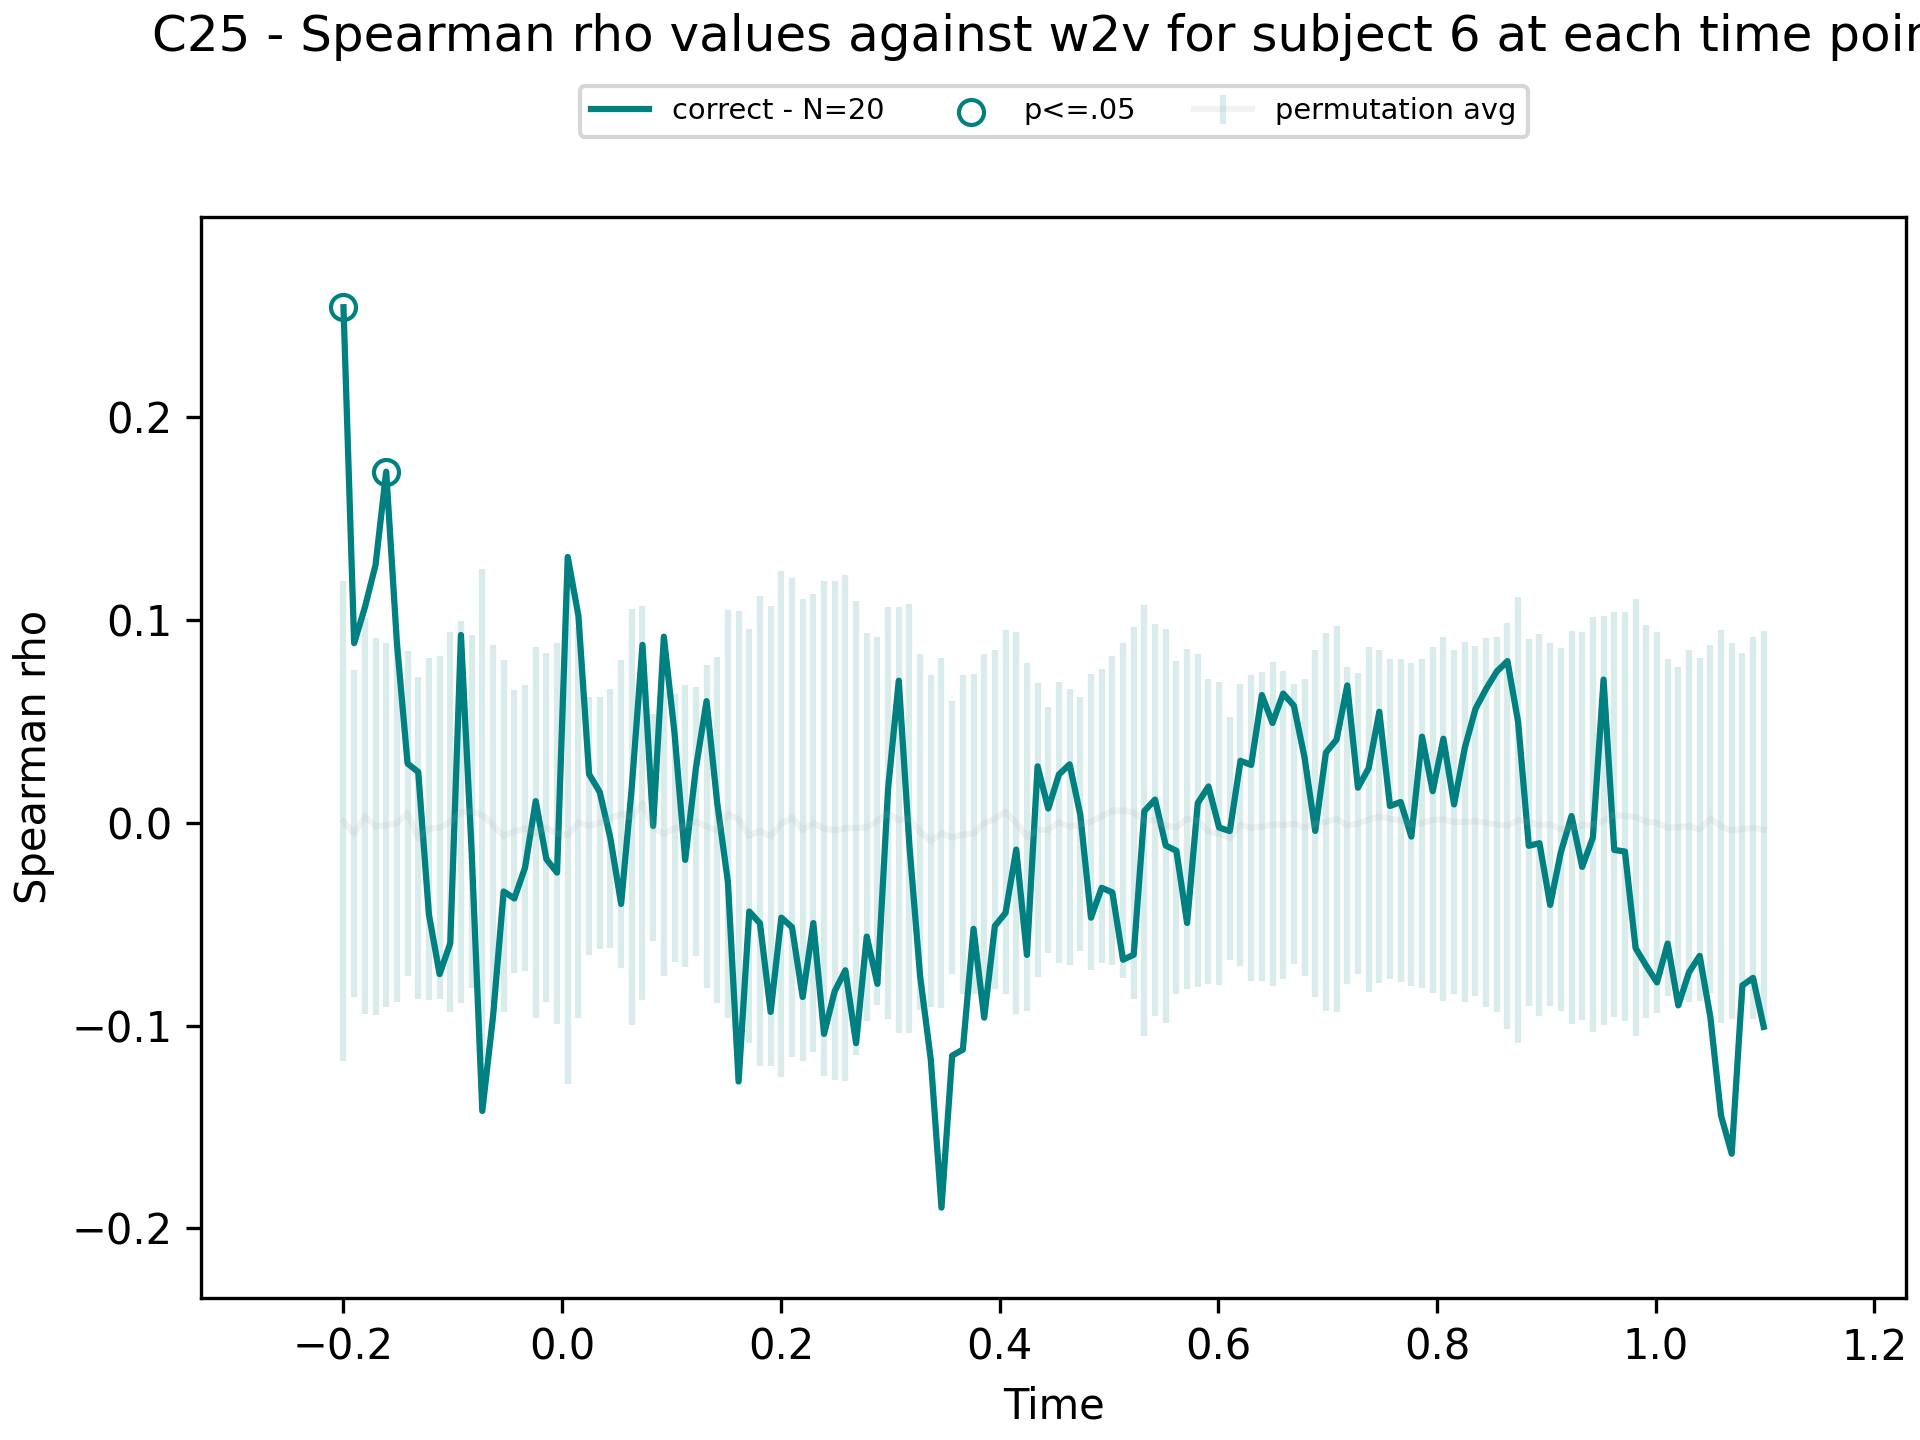 C25 - Spearman rho values against w2v for subject 6 at each time poin
correct - N=20 p<=.05 permutation avg
Spearman rho
0.2
0.1
0.0
−0.1
−0.2
−0.2 0.0 0.2 0.4 0.6 0.8 1.0 1.2
Time